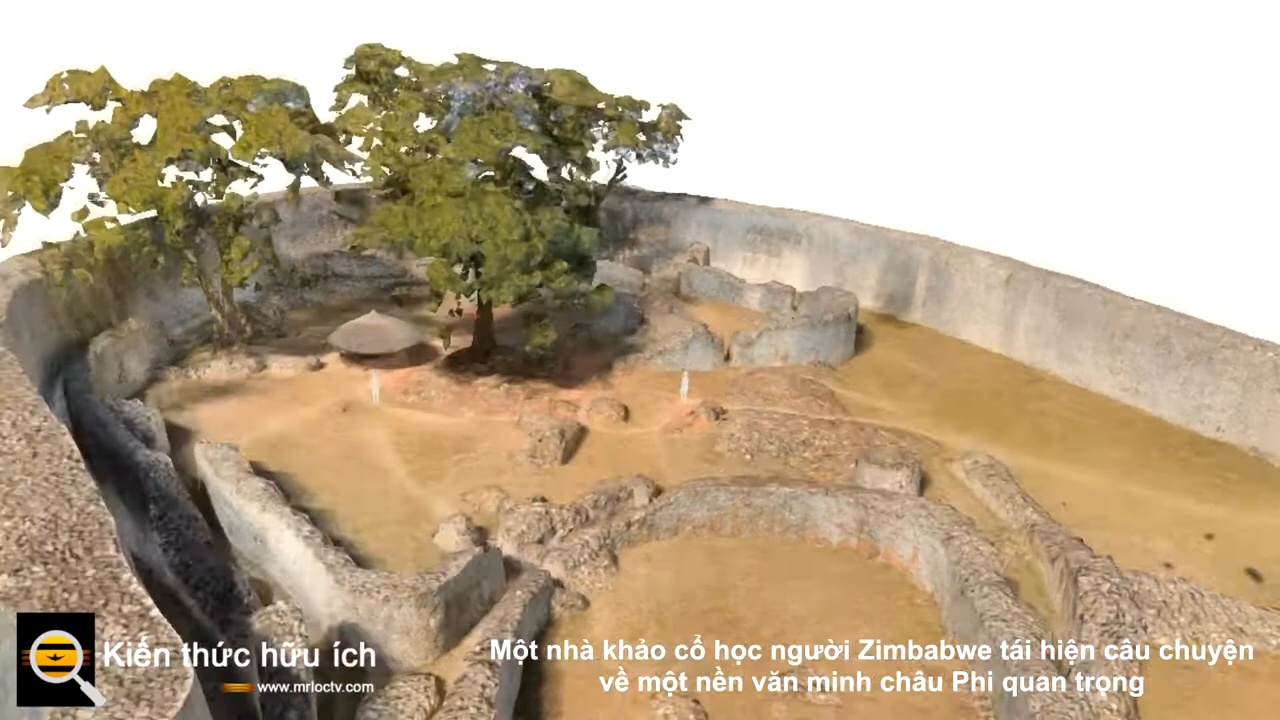 Kiến thức hữu ích
www.mrloctv.com
Một nhà khảo cổ học người Zimbabwe tái hiện câu chuyện
về một nền văn minh châu Phi quan trọng